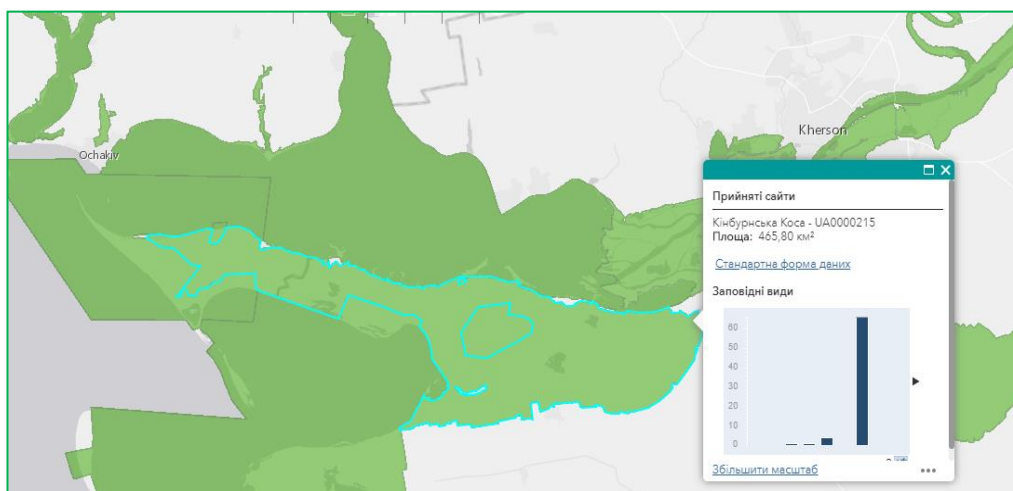 Ochakiv
Kherson
Прийняті сайти
Кінбурнська Коса - UA0000215
Площа: 465,80 км²
Стандартна форма даних
Заповідні види
60
50
40
30
20
10
0
Збільшити масштаб